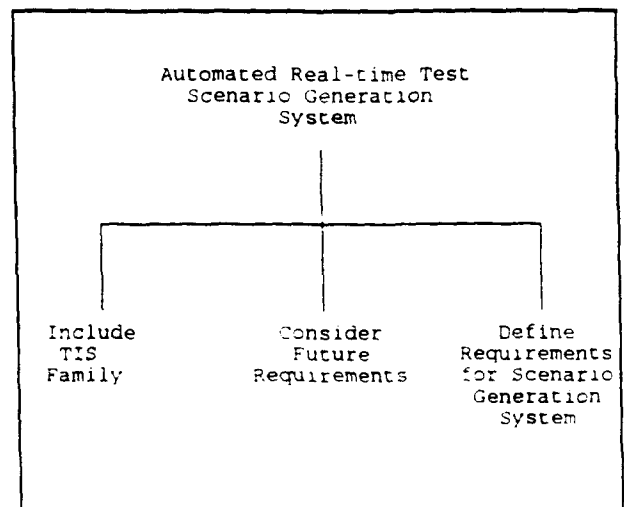 Automated Real-time Test
Scenario Generation
System
Include
TIS
Family
Consider
Future
Requirements
Define
Requirements
for Scenario
Generation
System